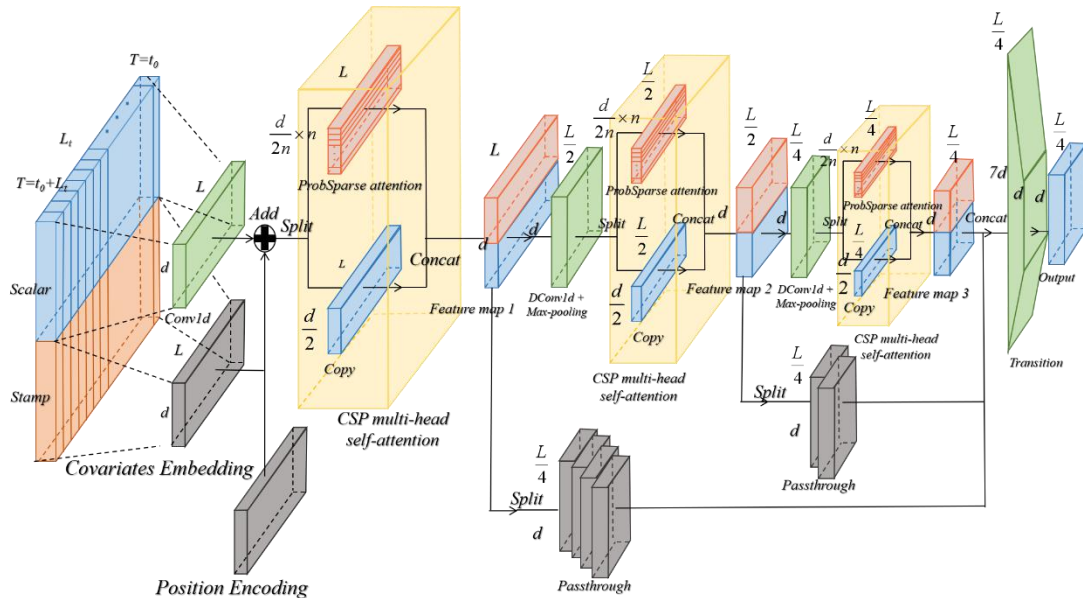 T=t₀
Lₜ
T=t₀+Lₜ
Scalar
Stamp
L
d
Conv1d
L
d
Covariates Embedding
Position Encoding
Add
Split
L
d/2n × n
ProbSparse attention
L
d/2
Copy
Concat
CSP multi-head
self-attention
L
d
Feature map 1
L/2
d
DConv1d +
Max-pooling
Split
L/2
d/2n × n
L/2
ProbSparse attention
L/2
d/2
Copy
Concat
CSP multi-head
self-attention
L/2
d
Feature map 2
L/4
d
DConv1d +
Max-pooling
Split
d/2n × n
L/4
ProbSparse attention
L/4
d/2
Copy
Concat
CSP multi-head
self-attention
L/4
d
Feature map 3
Concat
L/4
7d
d
d
Transition
L/4
Output
Split
L/4
d
Passthrough
Split
L/4
d
Passthrough